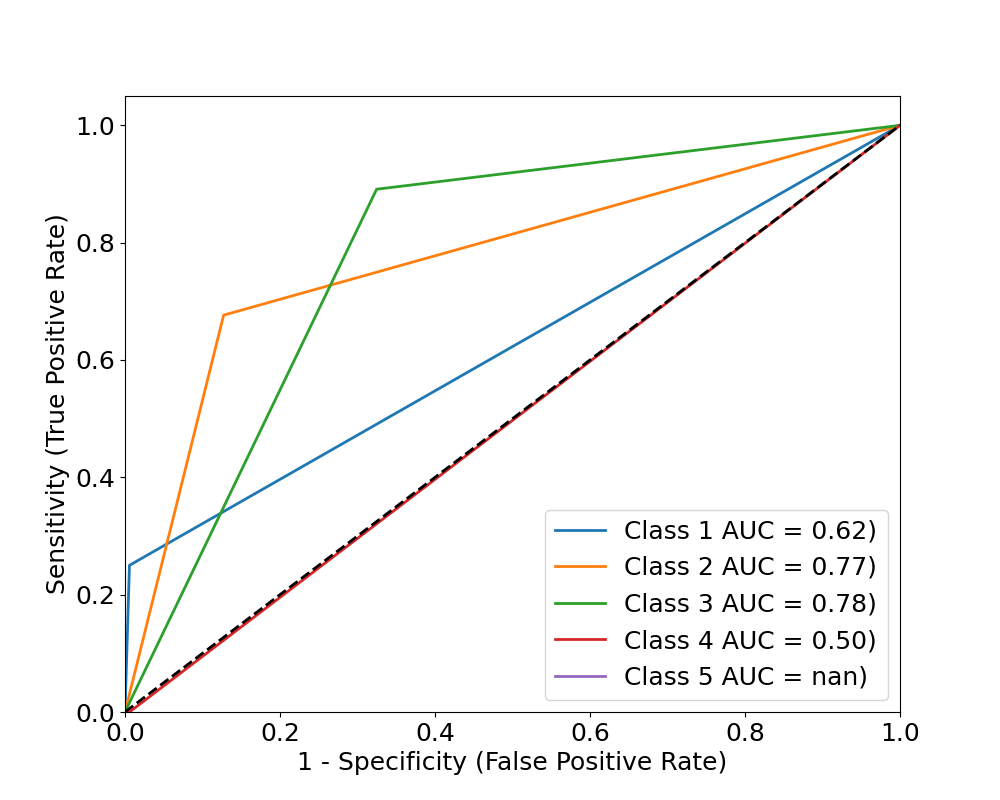 Sensitivity (True Positive Rate)
1.0
0.8
0.6
0.4
0.2
0.0
Class 1 AUC = 0.62)
Class 2 AUC = 0.77)
Class 3 AUC = 0.78)
Class 4 AUC = 0.50)
Class 5 AUC = nan)
0.0 0.2 0.4 0.6 0.8 1.0
1 - Specificity (False Positive Rate)